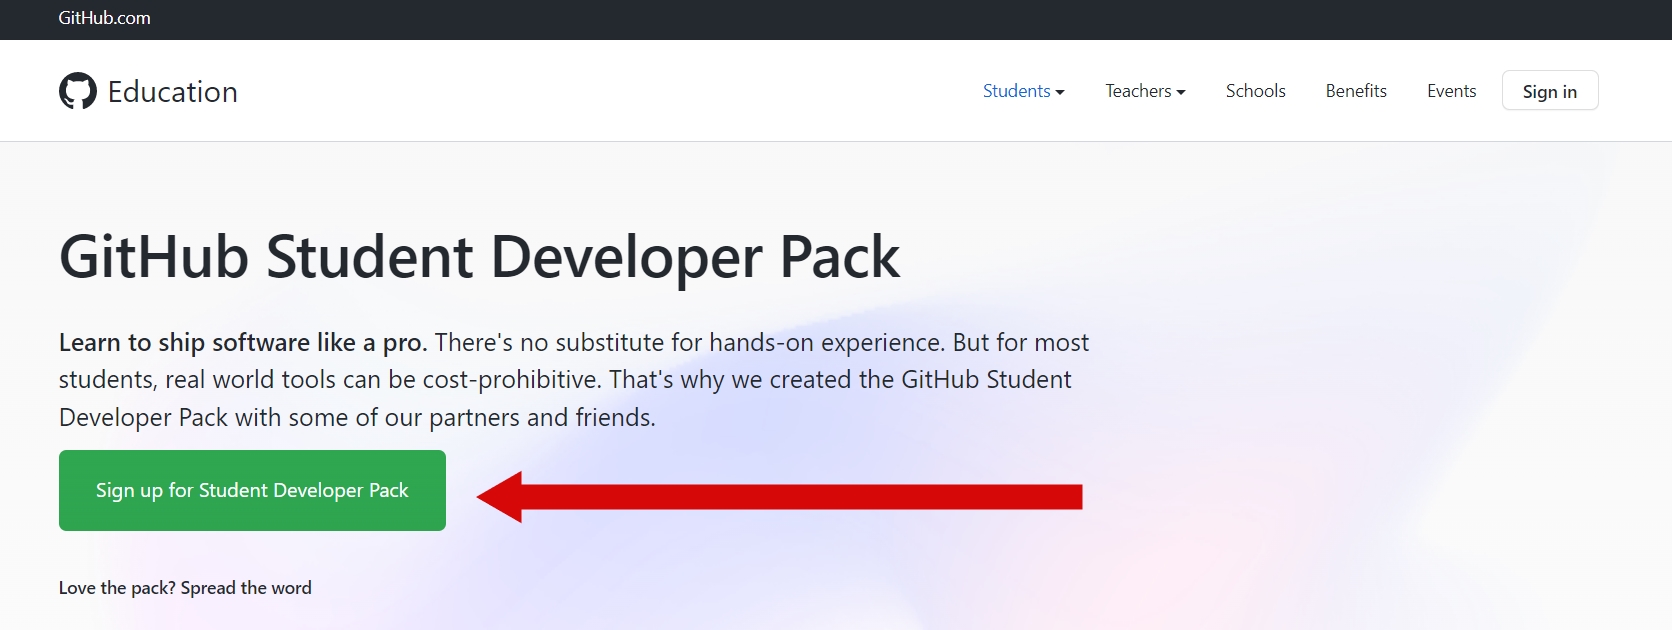 GitHub.com
Education
Students
Teachers
Schools
Benefits
Events
Sign in
GitHub Student Developer Pack
Learn to ship software like a pro. There's no substitute for hands-on experience. But for most
students, real world tools can be cost-prohibitive. That's why we created the GitHub Student
Developer Pack with some of our partners and friends.
Sign up for Student Developer Pack
Love the pack? Spread the word